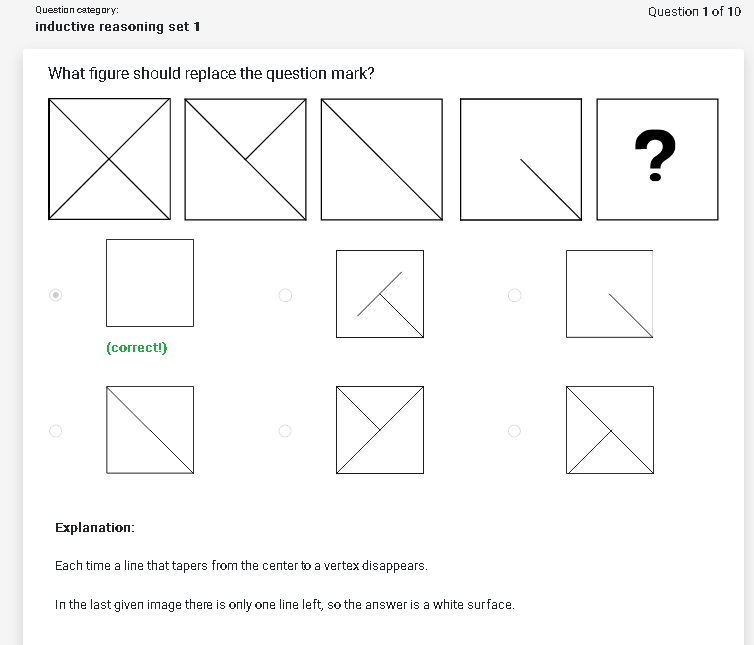 Question category:
Question 1 of 10
inductive reasoning set 1
What figure should replace the question mark?
?
(correct!)
Explanation:
Each time a line that tapers from the center to a vertex disappears.
In the last given image there is only one line left, so the answer is a white surface.